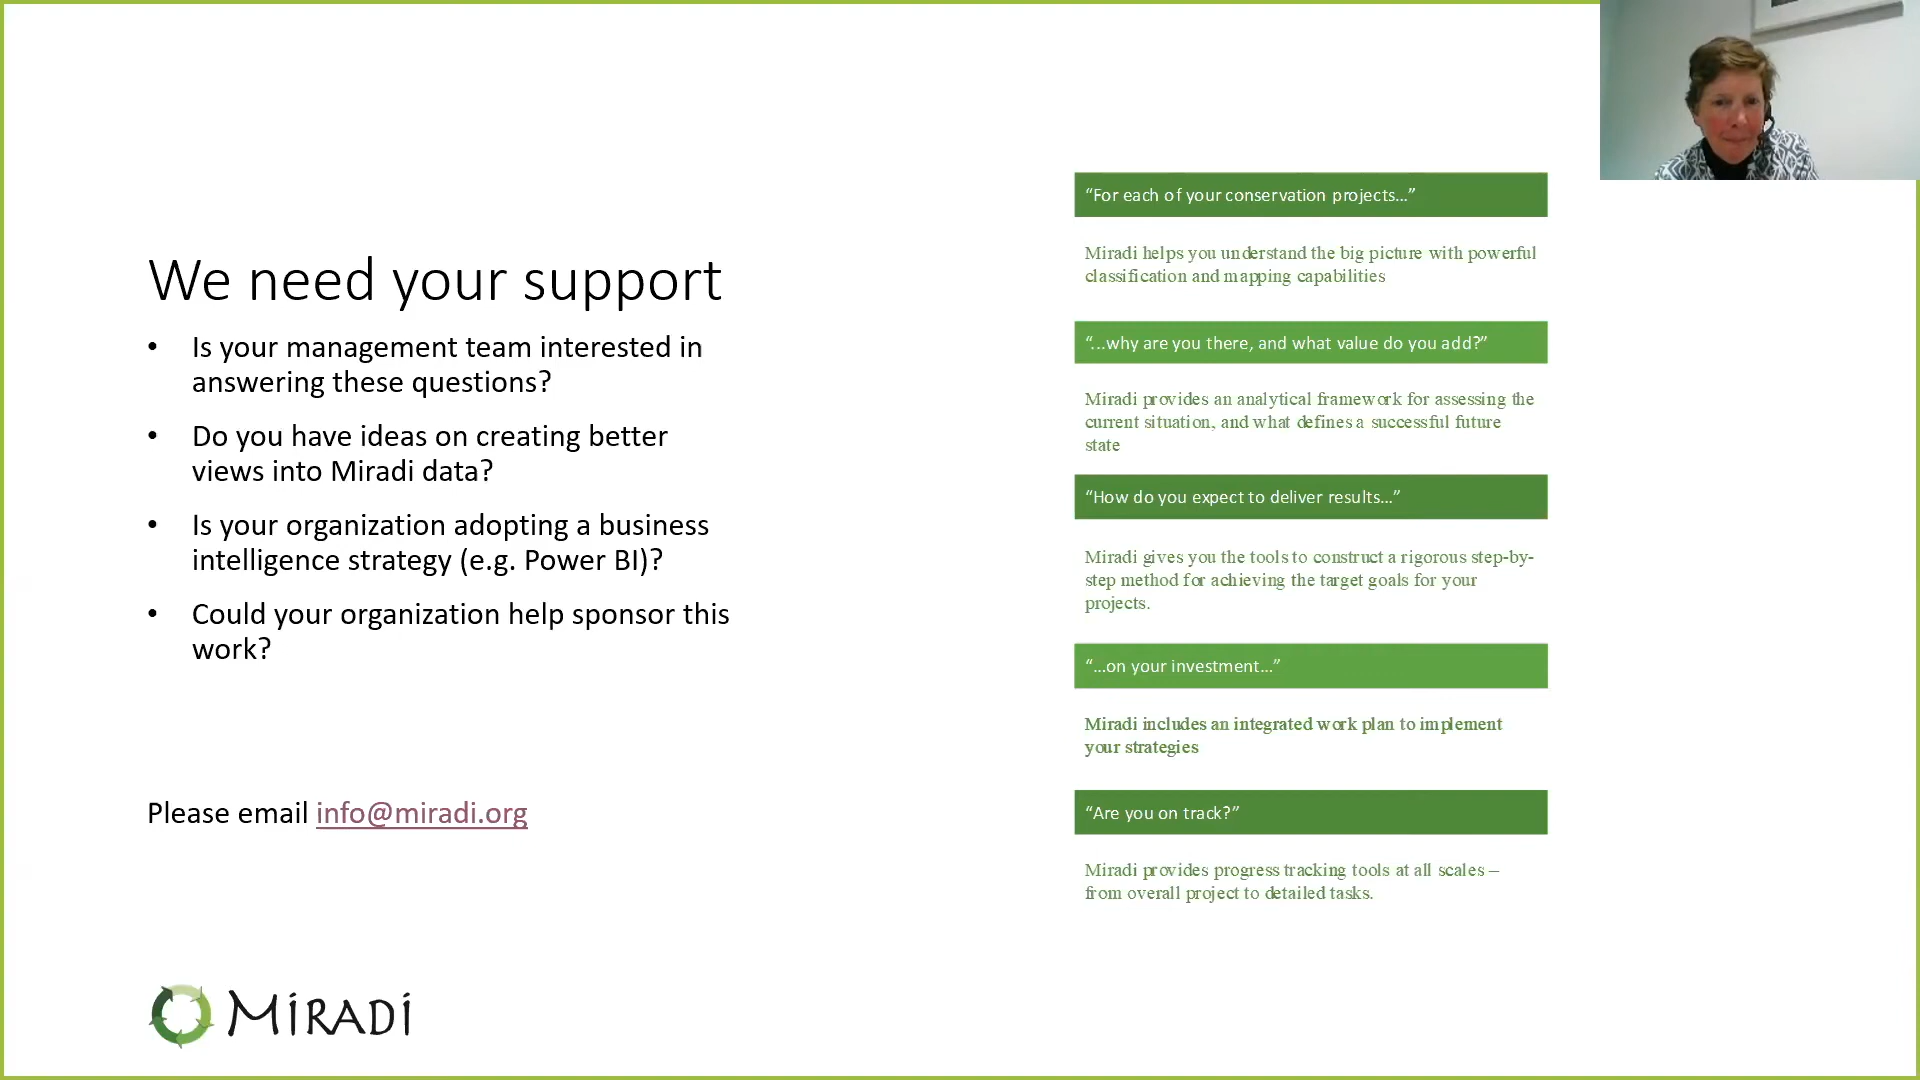 We need your support
• Is your management team interested in
answering these questions?
• Do you have ideas on creating better
views into Miradi data?
• Is your organization adopting a business
intelligence strategy (e.g. Power BI)?
• Could your organization help sponsor this
work?
Please email info@miradi.org
MiRADi
“For each of your conservation projects…”
Miradi helps you understand the big picture with powerful
classification and mapping capabilities
“…why are you there, and what value do you add?”
Miradi provides an analytical framework for assessing the
current situation, and what defines a successful future
state
“How do you expect to deliver results…”
Miradi gives you the tools to construct a rigorous step-by-
step method for achieving the target goals for your
projects.
“…on your investment…”
Miradi includes an integrated work plan to implement
your strategies
“Are you on track?”
Miradi provides progress tracking tools at all scales –
from overall project to detailed tasks.